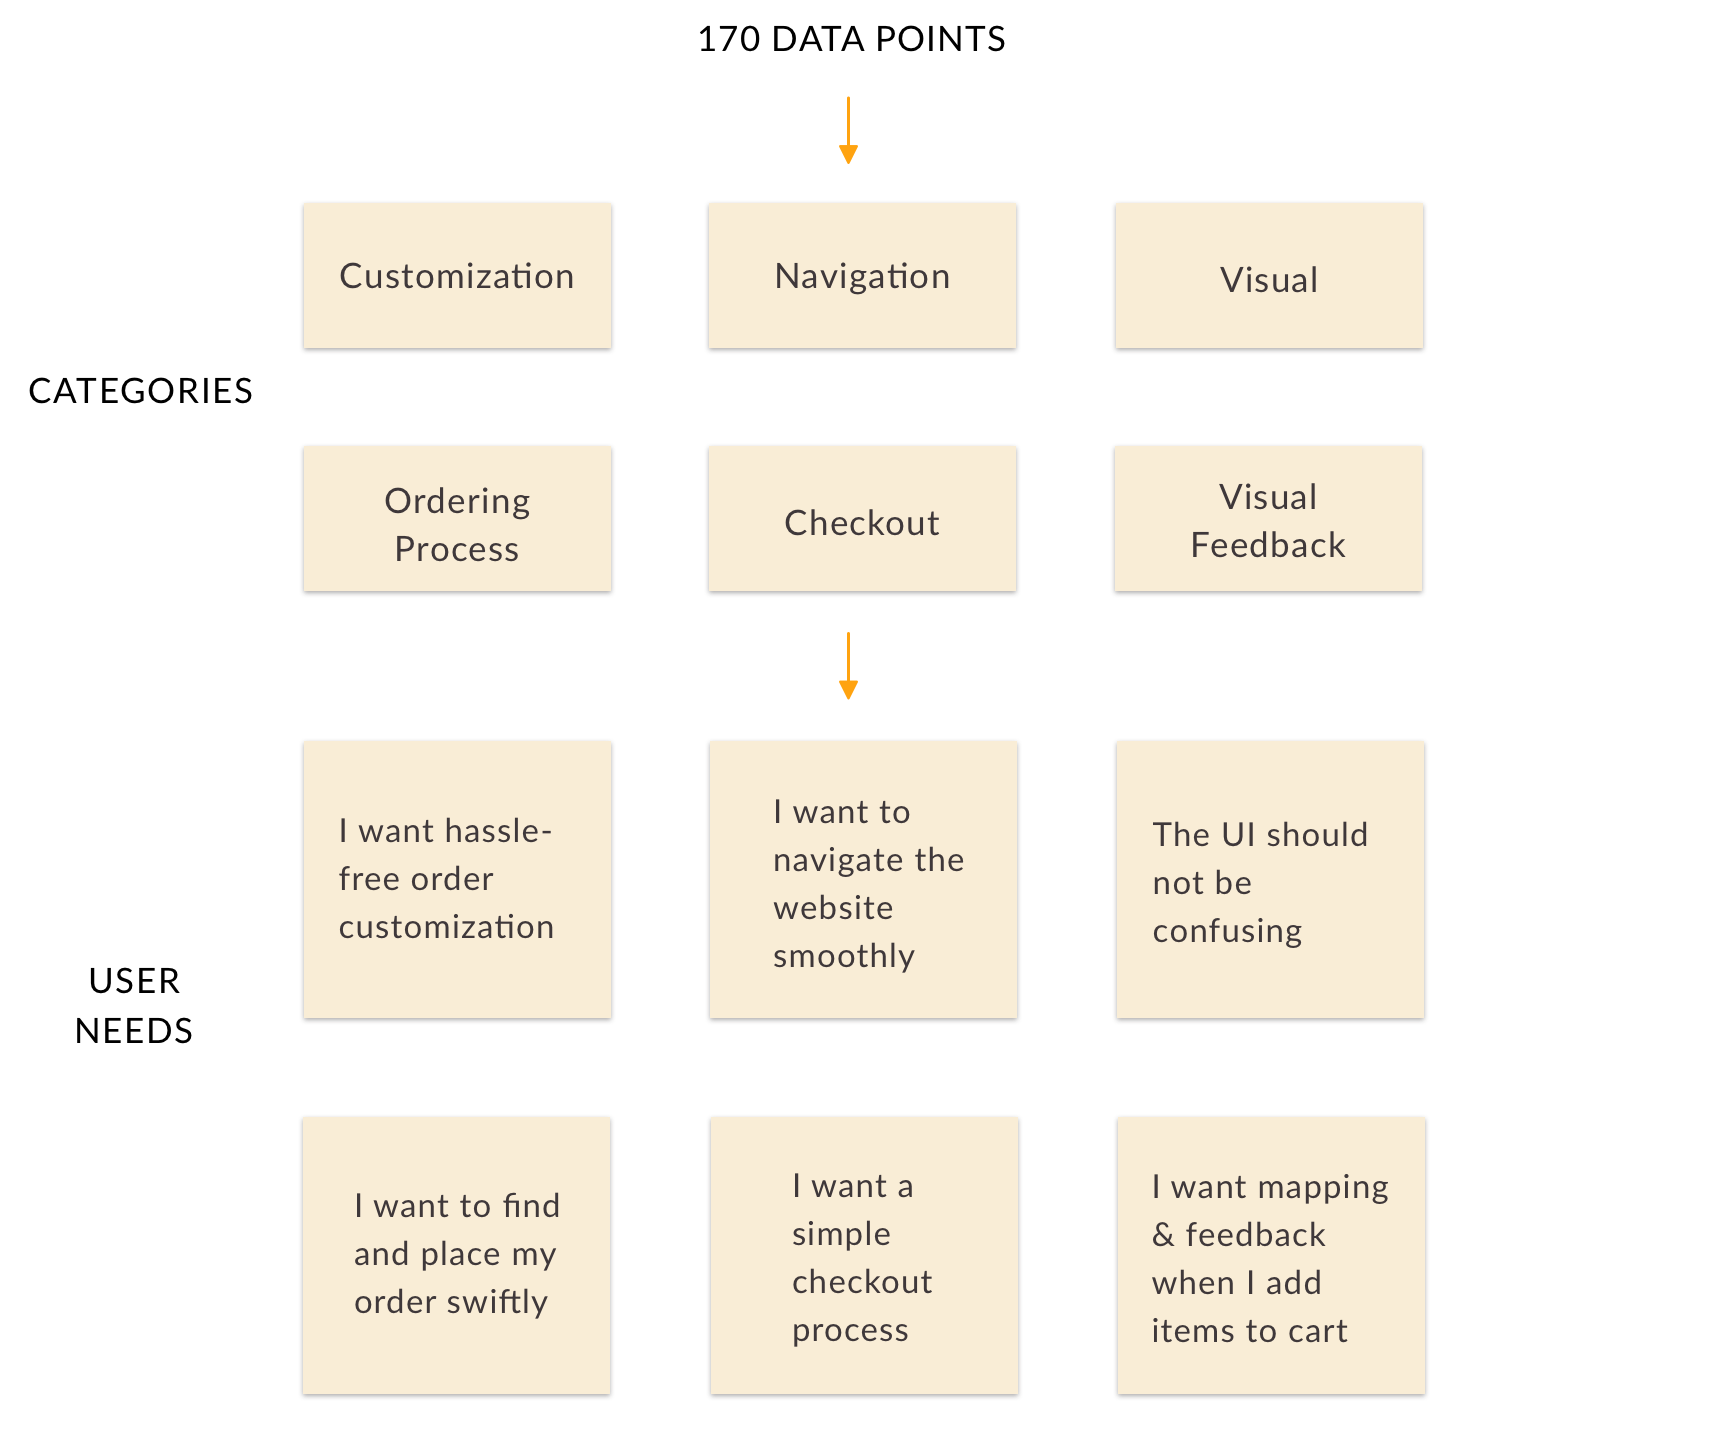 170 DATA POINTS
Customization
Navigation
Visual
CATEGORIES
Ordering
Process
Checkout
Visual
Feedback
I want hassle-
free order
customization
I want to
navigate the
website
smoothly
The UI should
not be
confusing
USER
NEEDS
I want to find
and place my
order swiftly
I want a
simple
checkout
process
I want mapping
& feedback
when I add
items to cart